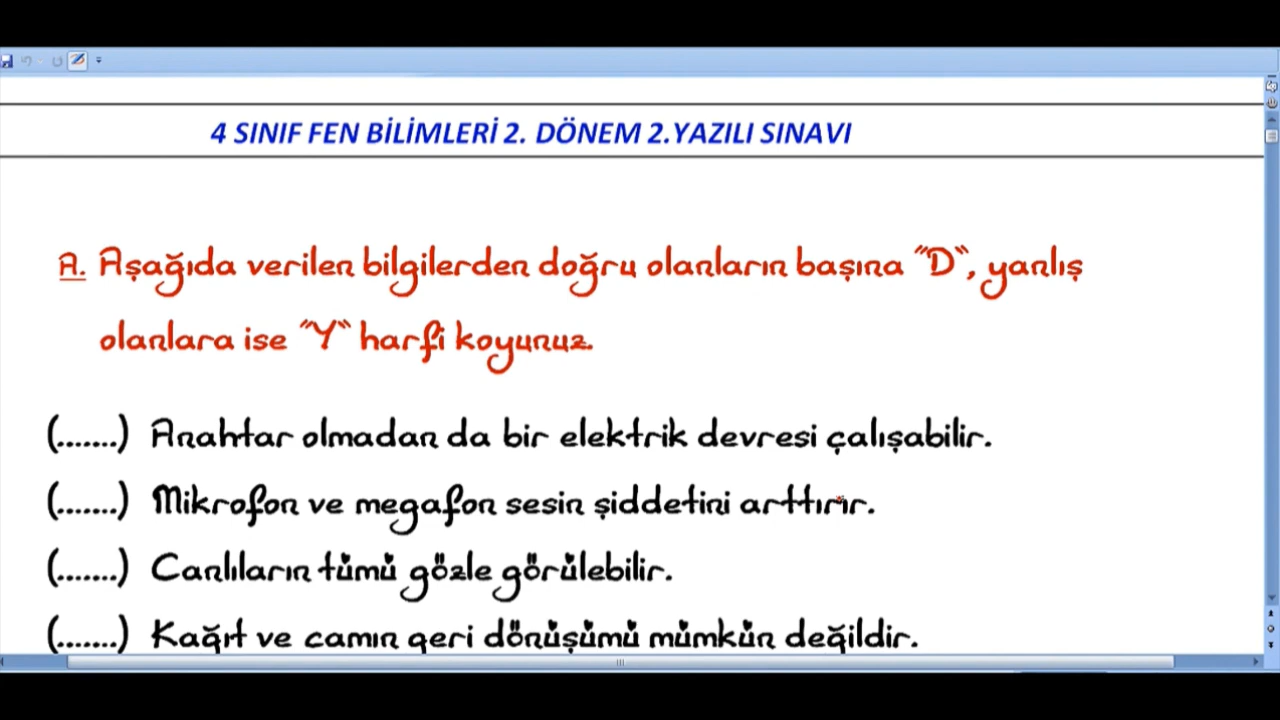 4 SINIF FEN BİLİMLERİ 2. DÖNEM 2.YAZILI SINAVI
A. Aşağıda verilen bilgilerden doğru olanların başına "D", yanlış
olanlara ise "Y" harfi koyunuz.
(.......) Anahtar olmadan da bir elektrik devresi çalışabilir.
(.......) Mikrofon ve megafon sesin şiddetini arttırır.
(.......) Canlıların tümü gözle görülebilir.
(.......) Kağıt ve camın geri dönüşümü mümkün değildir.